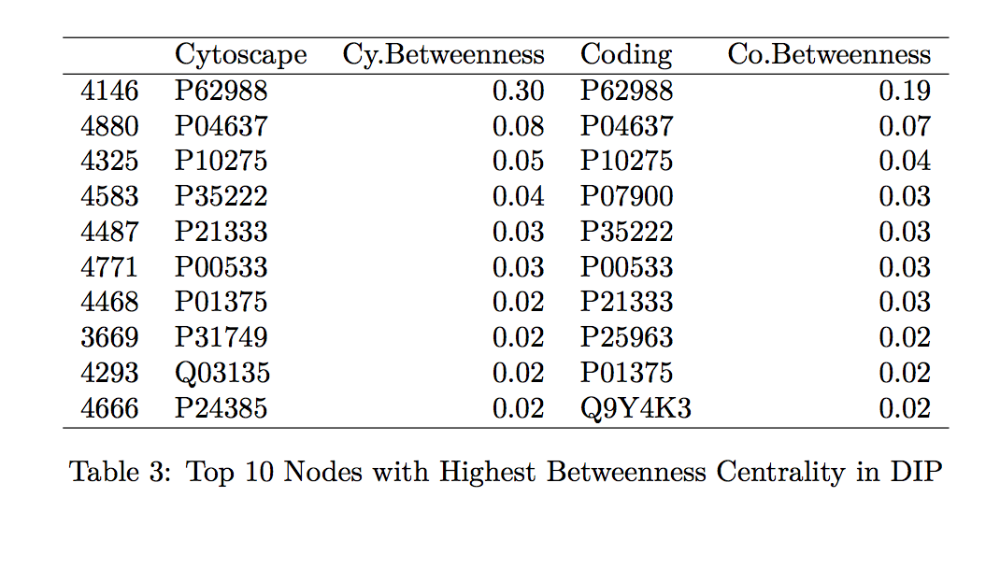 Cytoscape Cy.Betweenness Coding Co.Betweenness
4146 P62988 0.30 P62988 0.19
4880 P04637 0.08 P04637 0.07
4325 P10275 0.05 P10275 0.04
4583 P35222 0.04 P07900 0.03
4487 P21333 0.03 P35222 0.03
4771 P00533 0.03 P00533 0.03
4468 P01375 0.02 P21333 0.03
3669 P31749 0.02 P25963 0.02
4293 Q03135 0.02 P01375 0.02
4666 P24385 0.02 Q9Y4K3 0.02
Table 3: Top 10 Nodes with Highest Betweenness Centrality in DIP